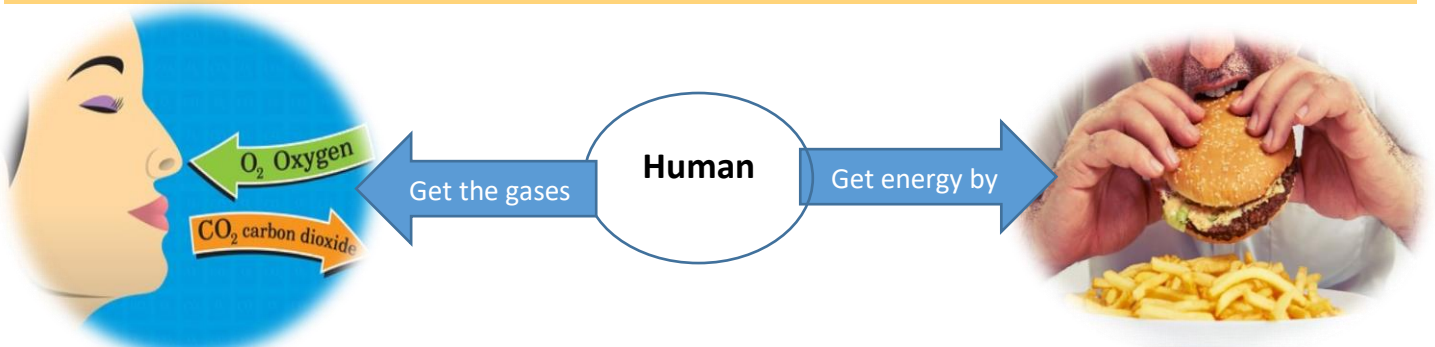 O₂ Oxygen
CO₂ carbon dioxide
Get the gases
Human
Get energy by